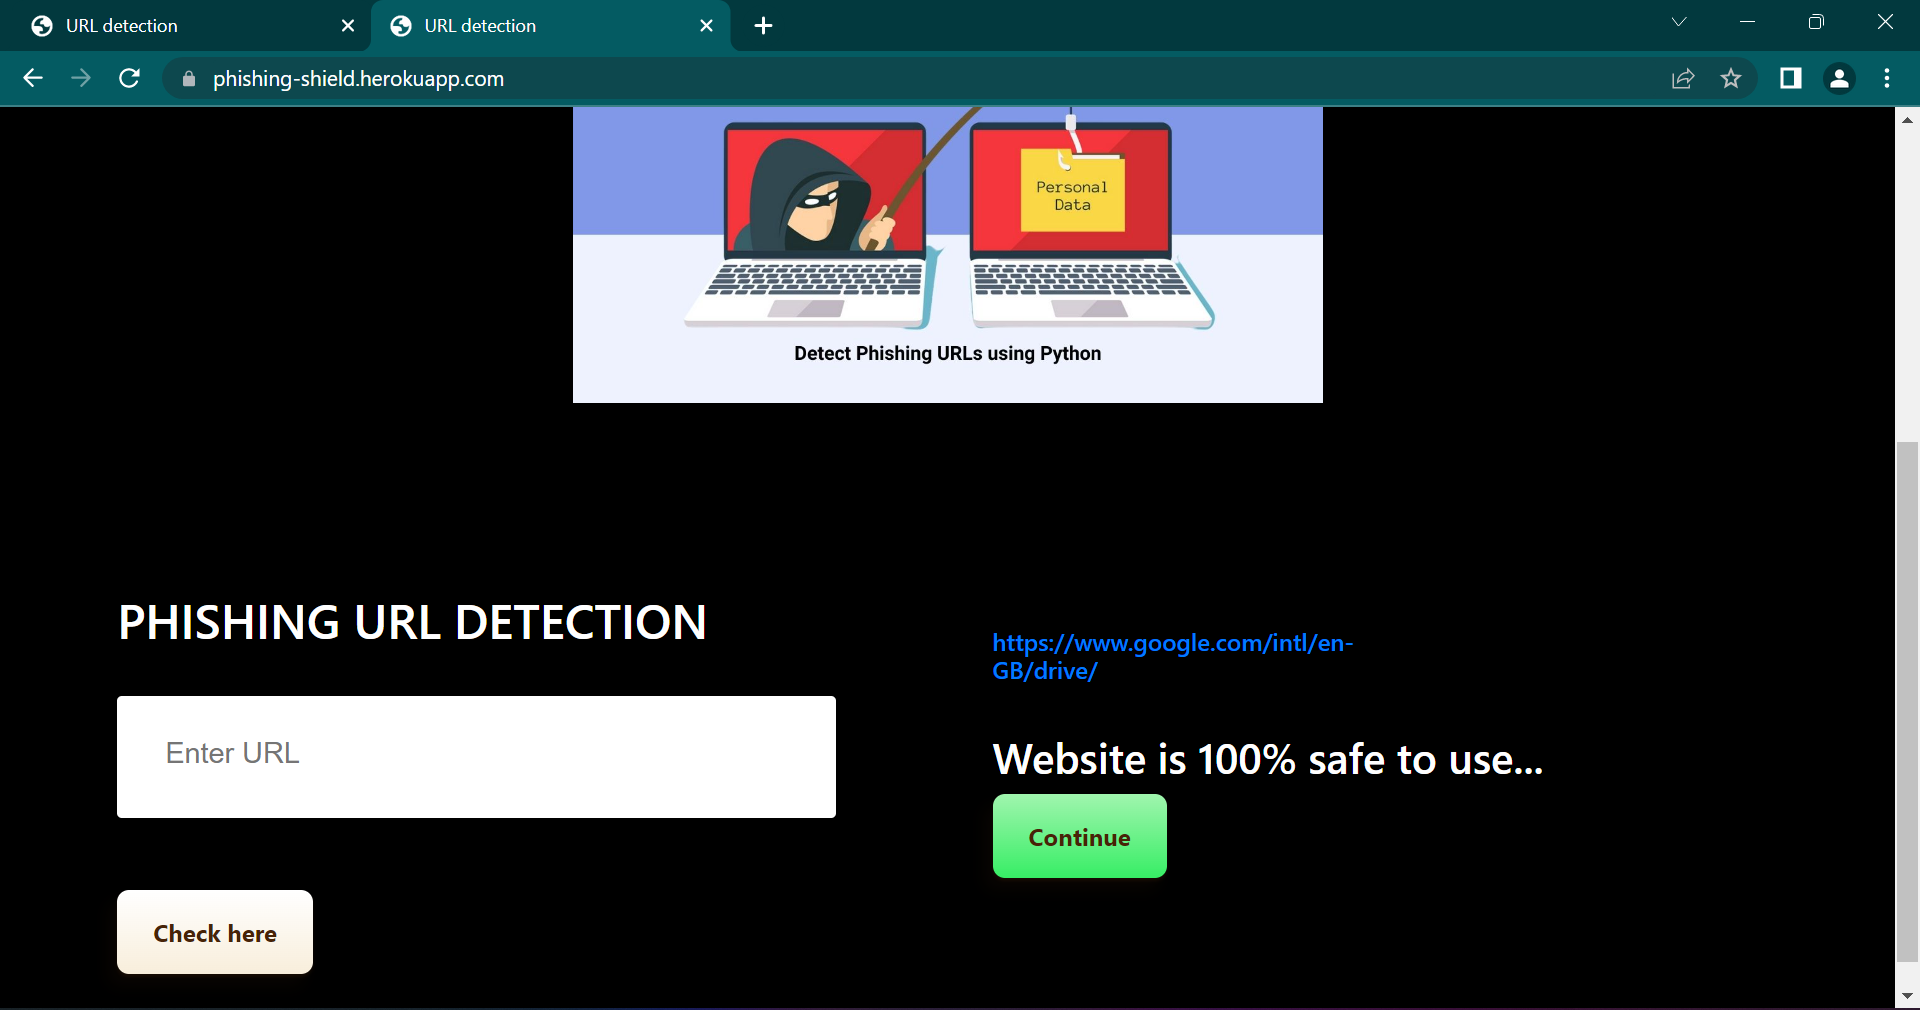 URL detection
URL detection
phishing-shield.herokuapp.com
Personal
Data
Detect Phishing URLs using Python
PHISHING URL DETECTION
Enter URL
Check here
https://www.google.com/intl/en-
GB/drive/
Website is 100% safe to use...
Continue